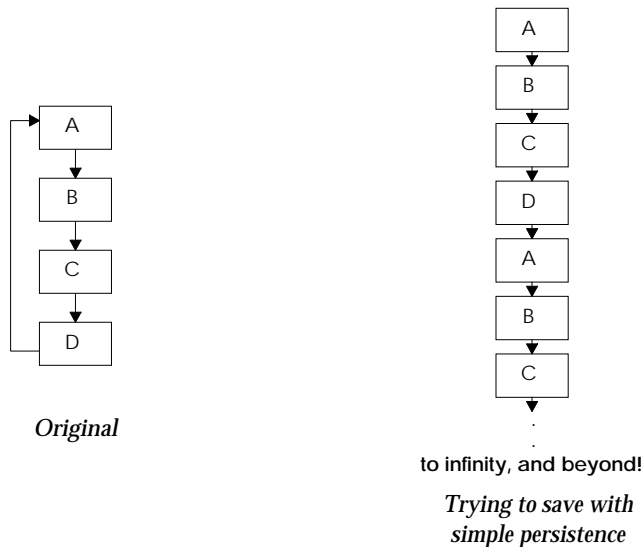 A
B
C
D
Original
A
B
C
D
A
B
C
.
.
to infinity, and beyond!
Trying to save with
simple persistence